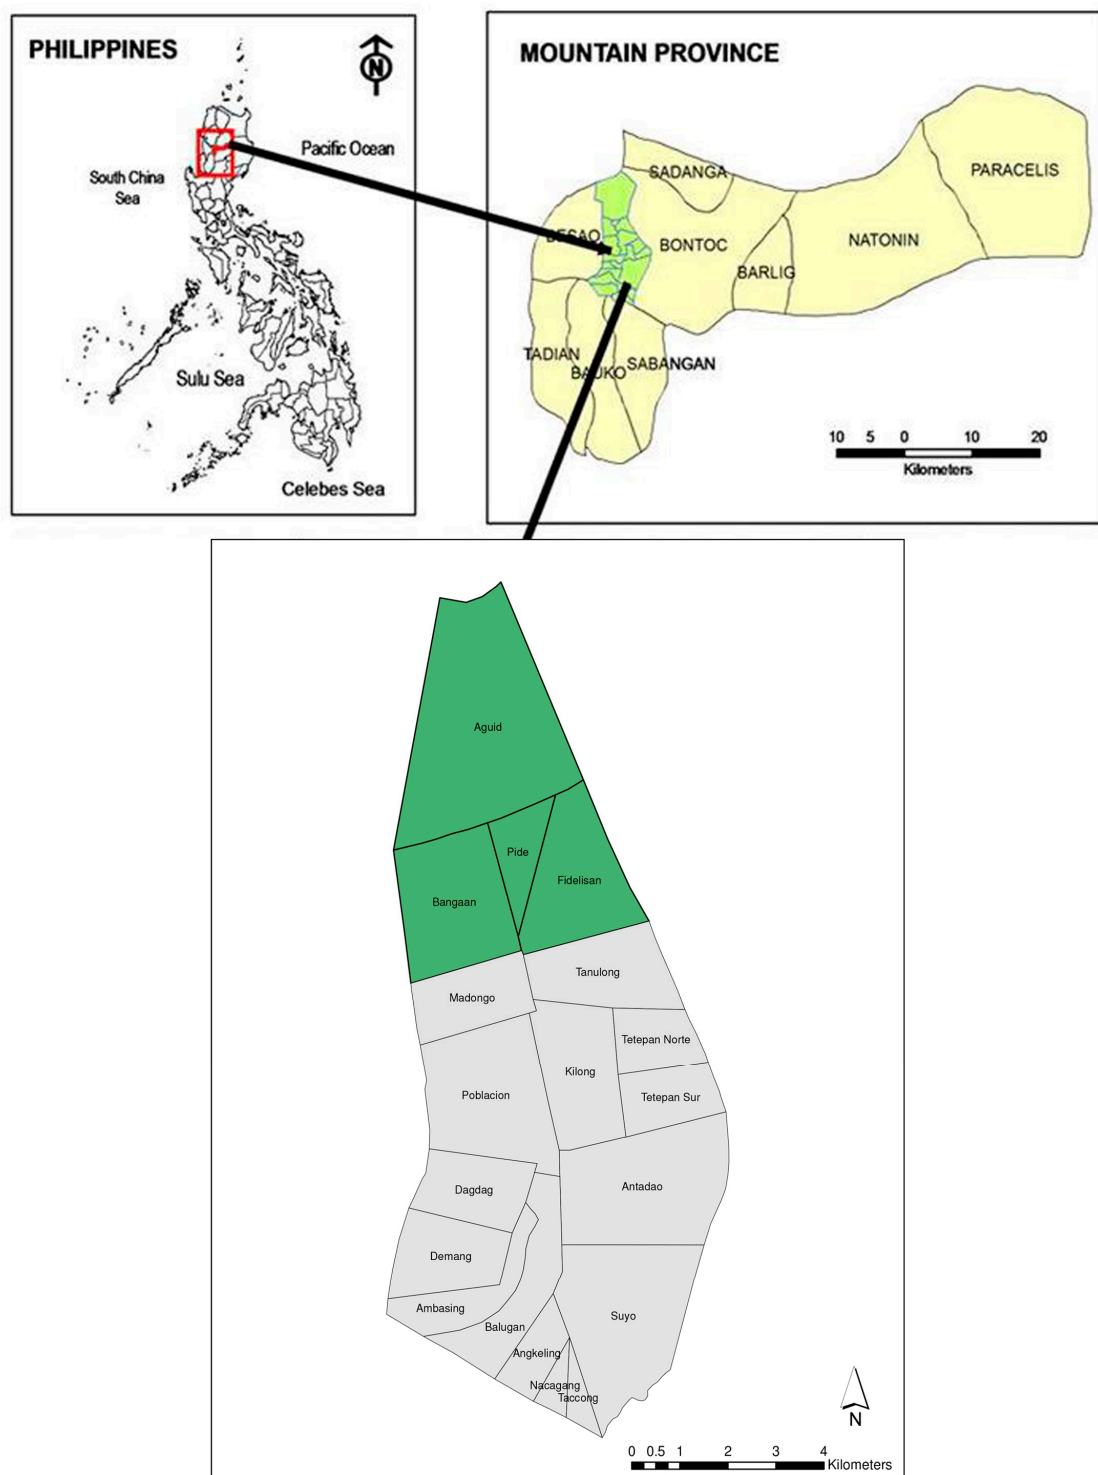 PHILIPPINES
N
Pacific Ocean
South China
Sea
Sulu Sea
Celebes Sea
MOUNTAIN PROVINCE
SADANGA
PARACELIS
BESAO
BONTOC
NATONIN
BARLIG
TADIAN
BAUKO
SABANGAN
10 5 0 10 20
Kilometers
Aguid
Pide
Fidelisan
Bangaan
Tanulong
Madongo
Tetepan Norte
Kilong
Poblacion
Tetepan Sur
Antadao
Dagdag
Demang
Ambasing
Suyo
Balugan
Angkeling
Nacagang
Taccong
N
0 0.5 1 2 3 4
Kilometers